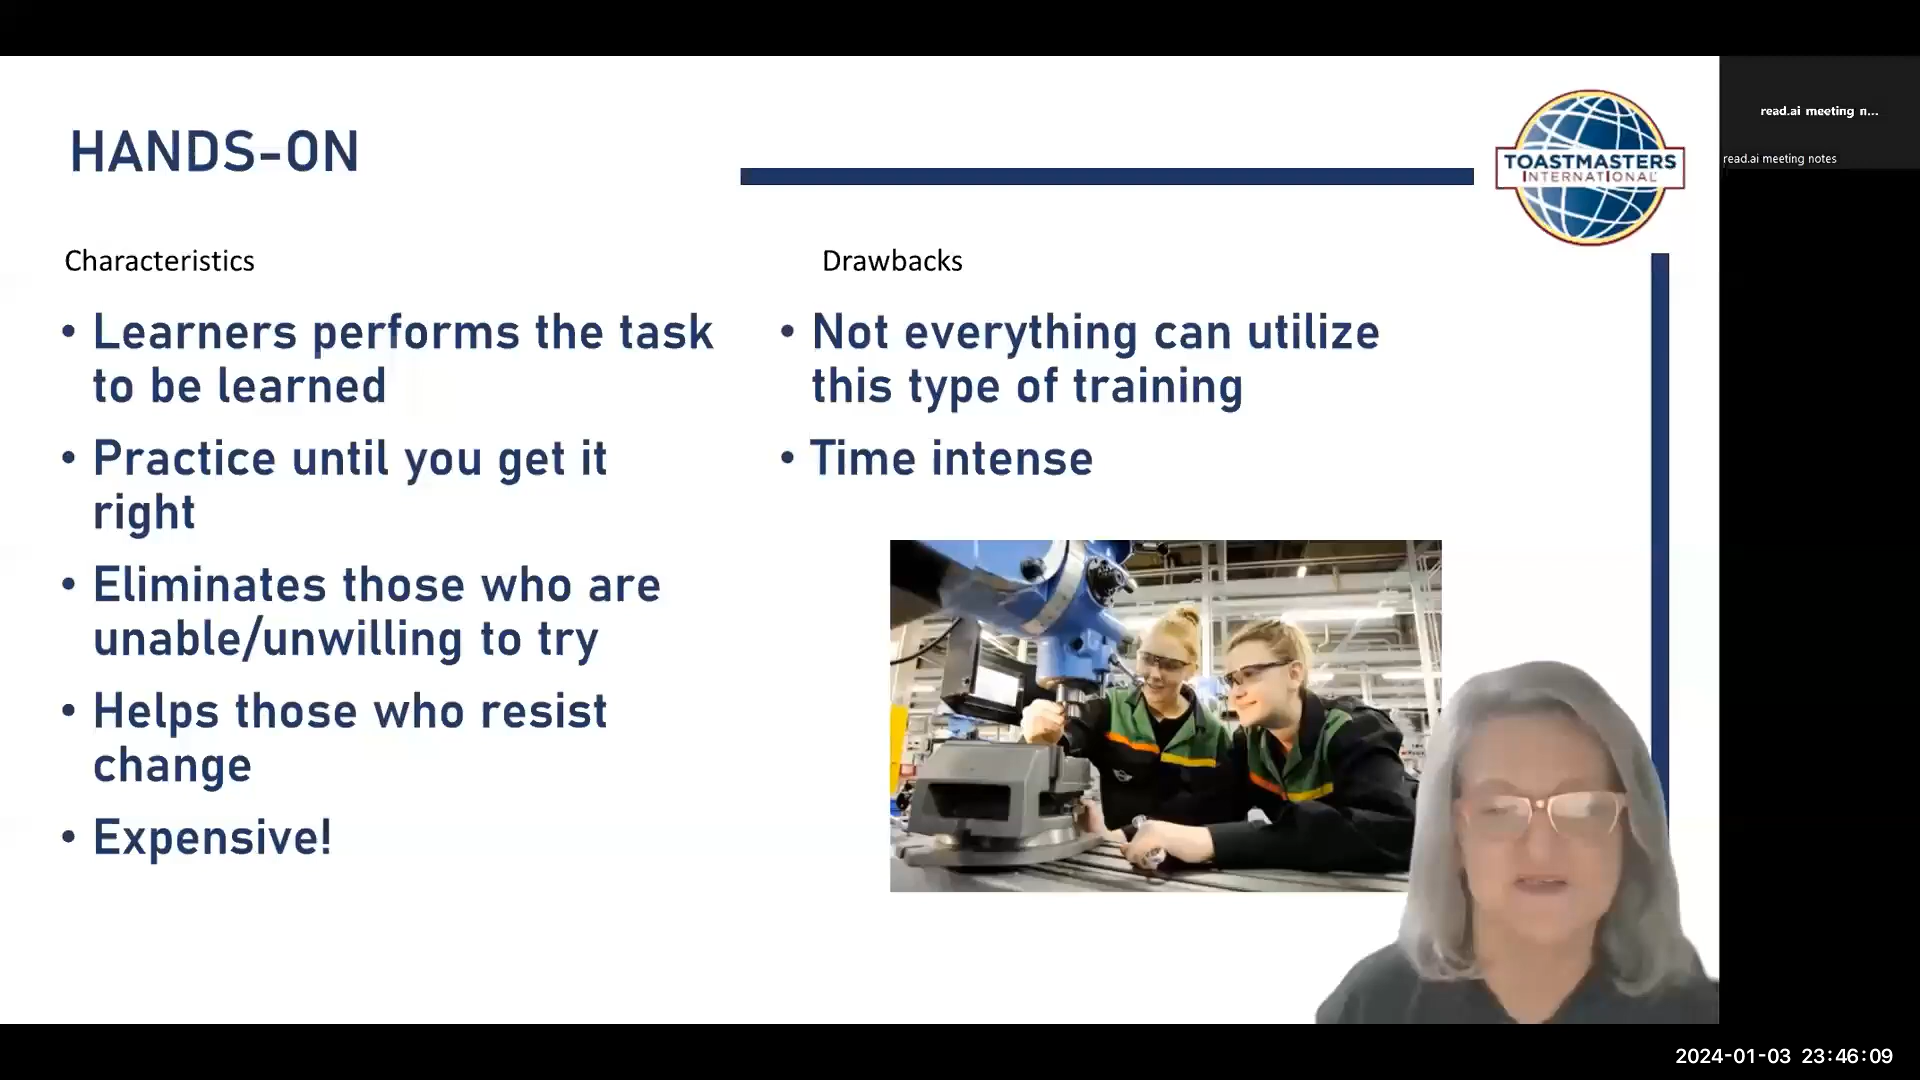 HANDS-ON
TOASTMASTERS
INTERNATIONAL
read.ai meeting n...
read.ai meeting notes
Characteristics
• Learners performs the task
to be learned
• Practice until you get it
right
• Eliminates those who are
unable/unwilling to try
• Helps those who resist
change
• Expensive!
Drawbacks
• Not everything can utilize
this type of training
• Time intense
2024-01-03 23:46:09